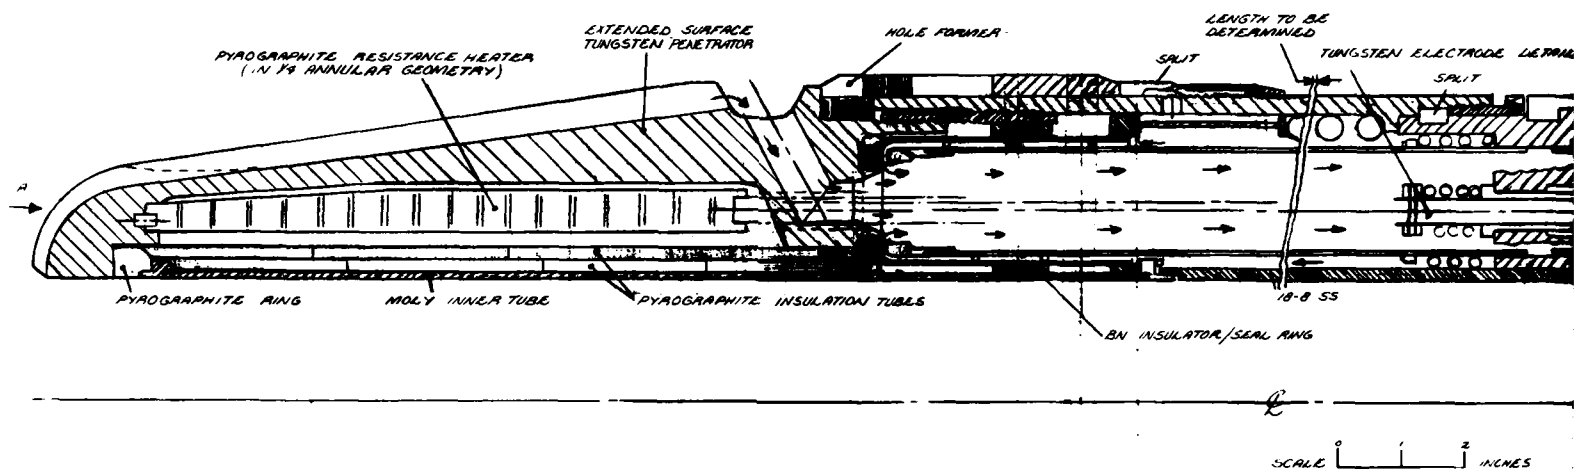 LENGTH TO BE
DETERMINED
EXTENDED SURFACE
TUNGSTEN PENETRATOR
HOLE FORMER
SPLIT
TUNGSTEN ELECTRODE DETAIL
SPLIT
PYROGRAPHITE RESISTANCE HEATER
(IN 1/4 ANNULAR GEOMETRY)
A
PYROGRAPHITE RING
MOLY INNER TUBE
PYROGRAPHITE INSULATION TUBES
18-8 SS
BN INSULATOR/SEAL RING
℄
0 1 2
SCALE INCHES